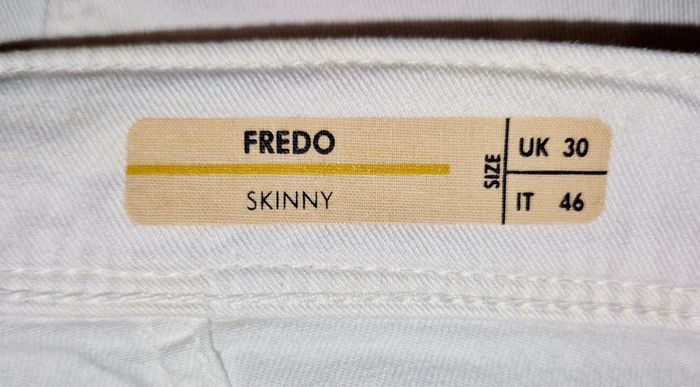 FREDO
SKINNY
SIZE
UK 30
IT 46